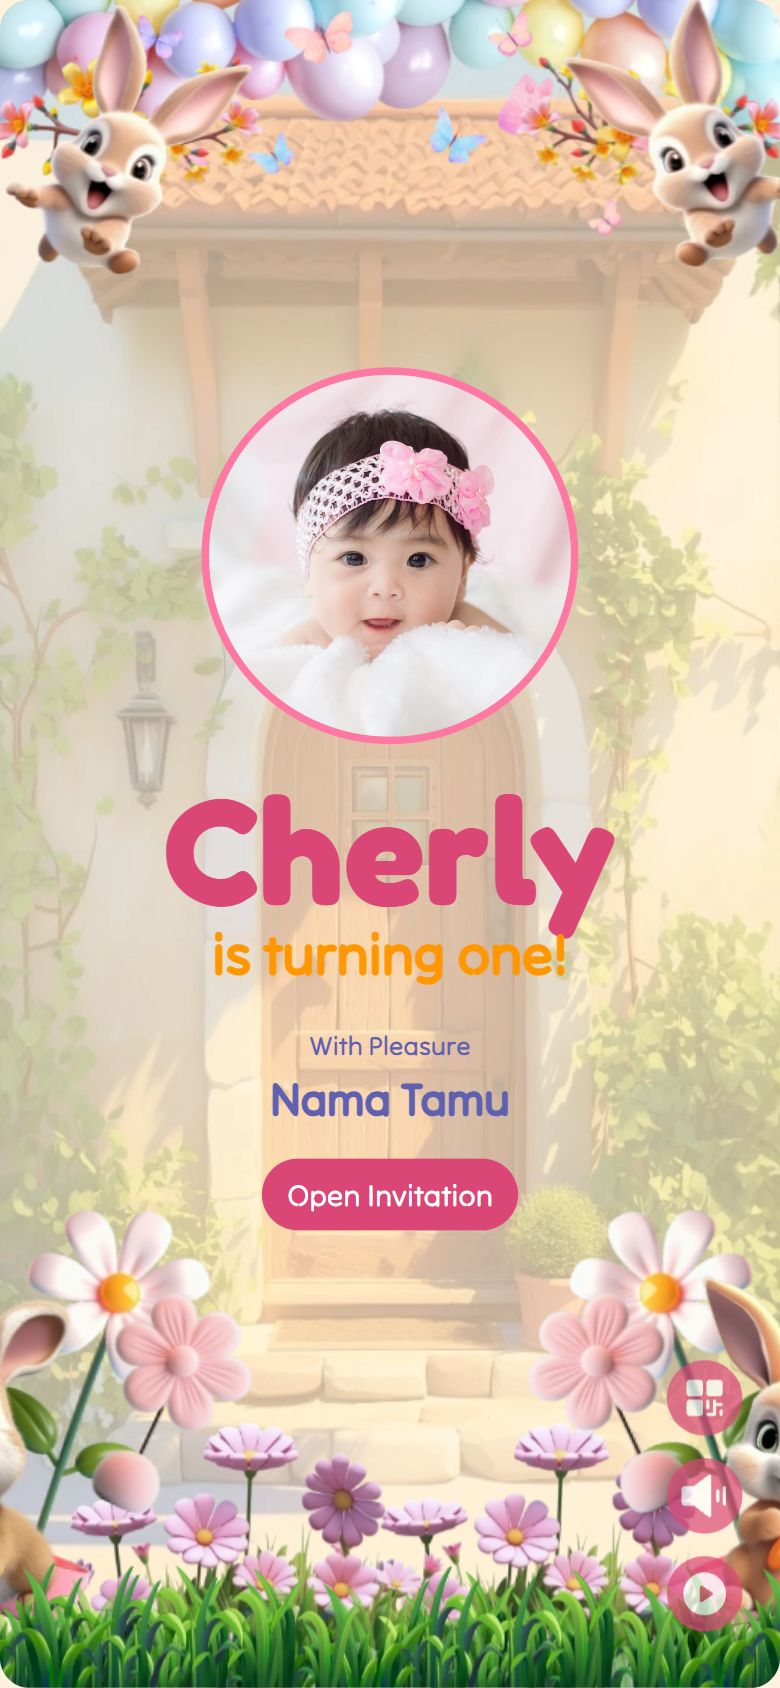 Cherly
is turning one!
With Pleasure
Nama Tamu
Open Invitation